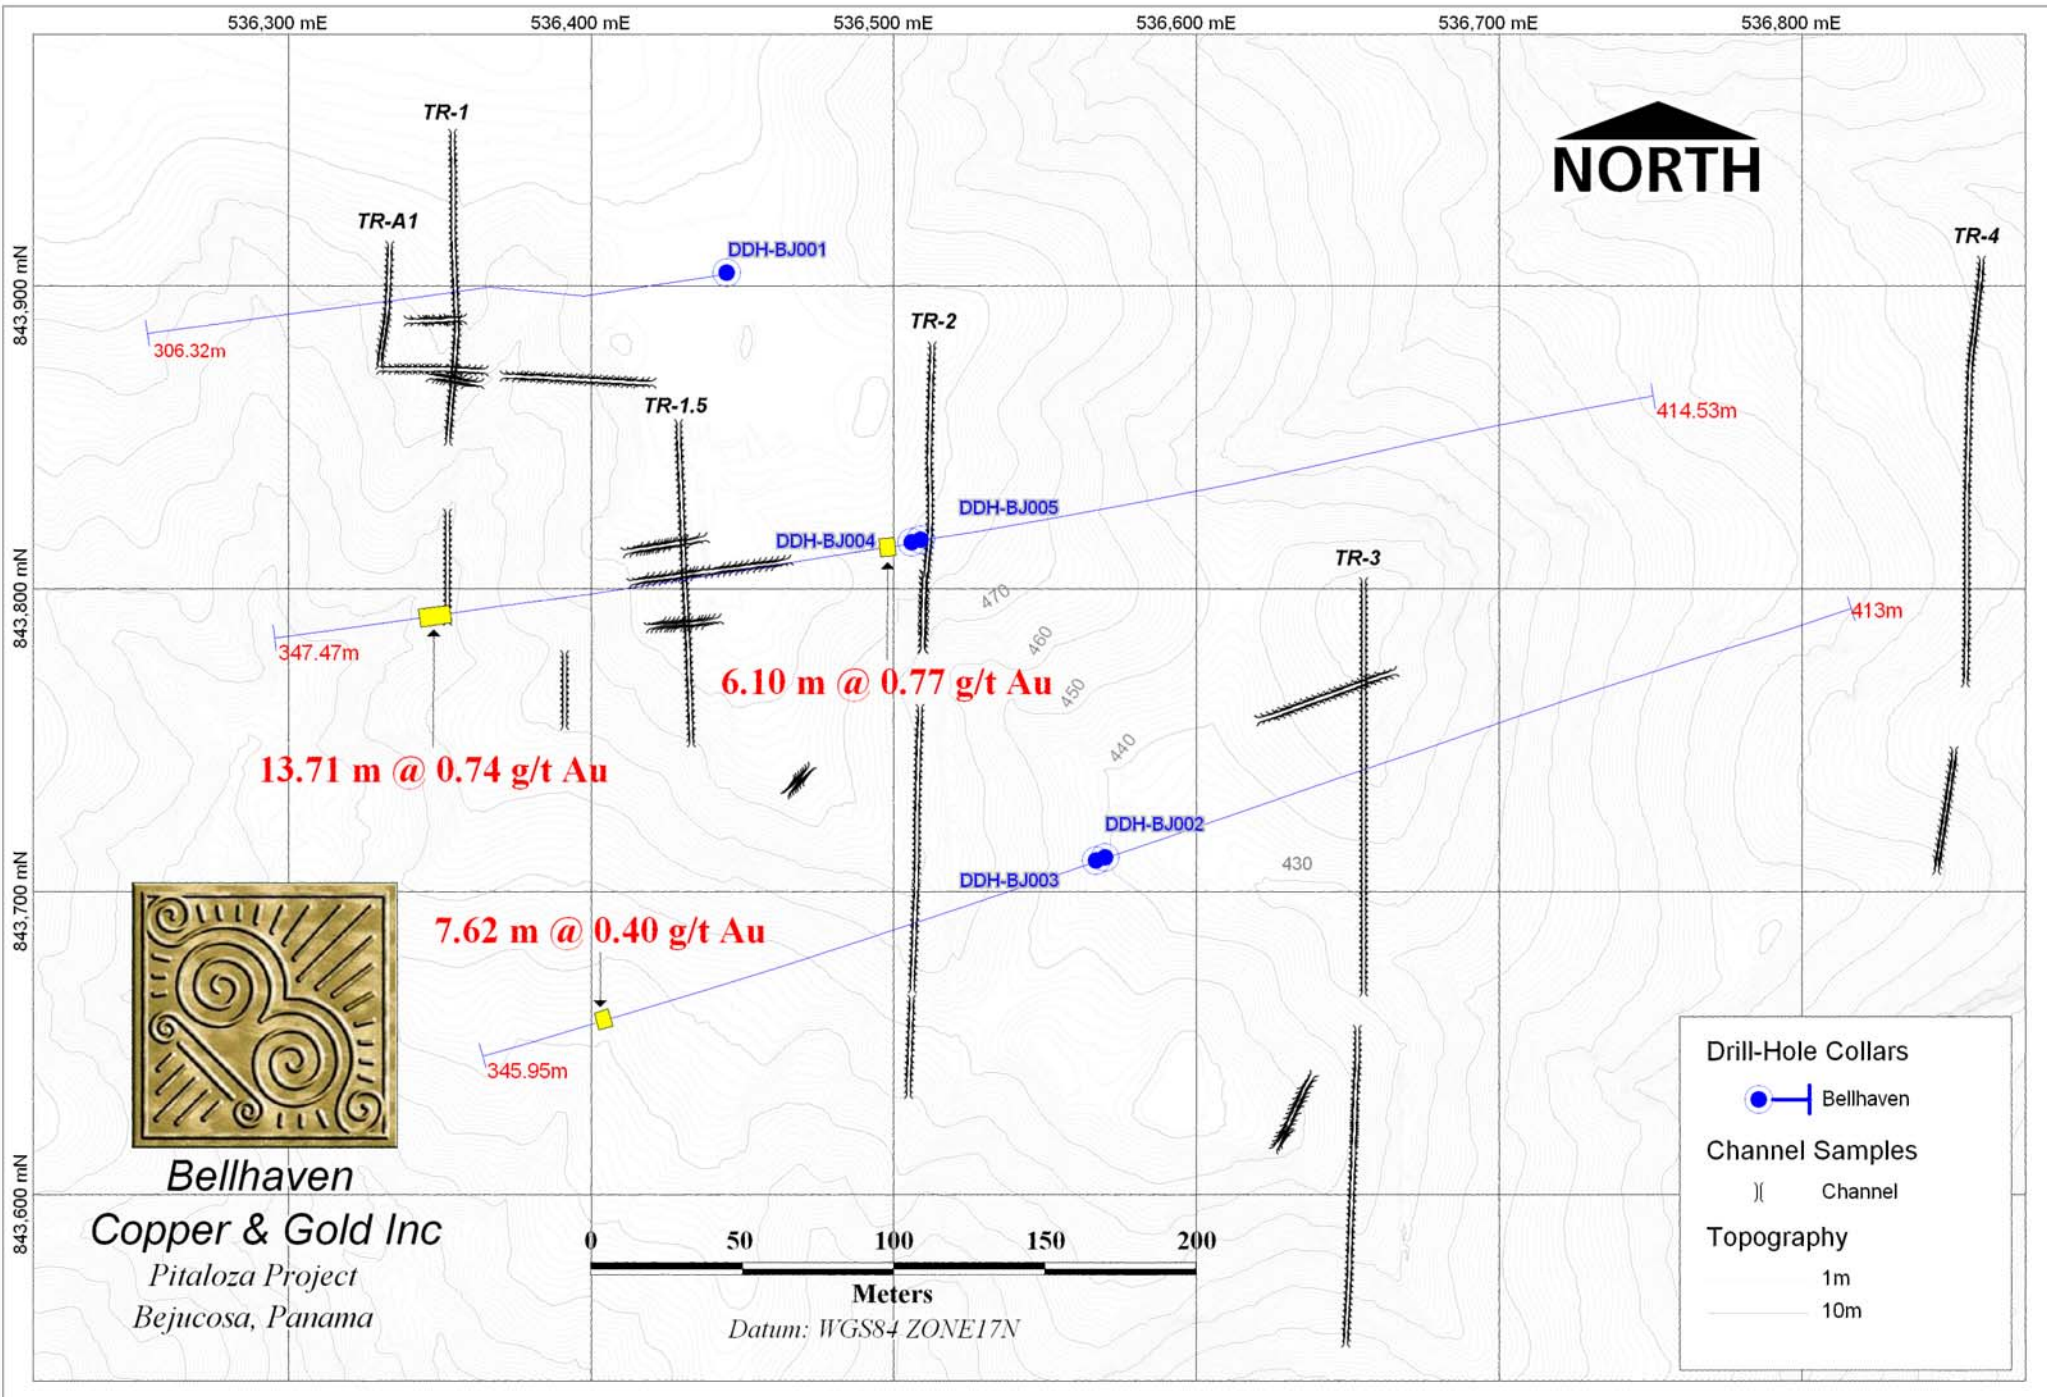 536,300 mE
536,400 mE
536,500 mE
536,600 mE
536,700 mE
536,800 mE
TR-1
NORTH
TR-A1
TR-4
DDH-BJ001
843,900 mN
TR-2
306.32m
TR-1.5
414.53m
DDH-BJ005
DDH-BJ004
TR-3
843,800 mN
470
413m
460
347.47m
6.10 m @ 0.77 g/t Au
450
440
13.71 m @ 0.74 g/t Au
DDH-BJ002
430
DDH-BJ003
843,700 mN
7.62 m @ 0.40 g/t Au
345.95m
Bellhaven
Copper & Gold Inc
Pitaloza Project
Bejucosa, Panama
843,600 mN
0 50 100 150 200
Meters
Datum: WGS84 ZONE17N
Drill-Hole Collars
Bellhaven
Channel Samples
Channel
Topography
1m
10m